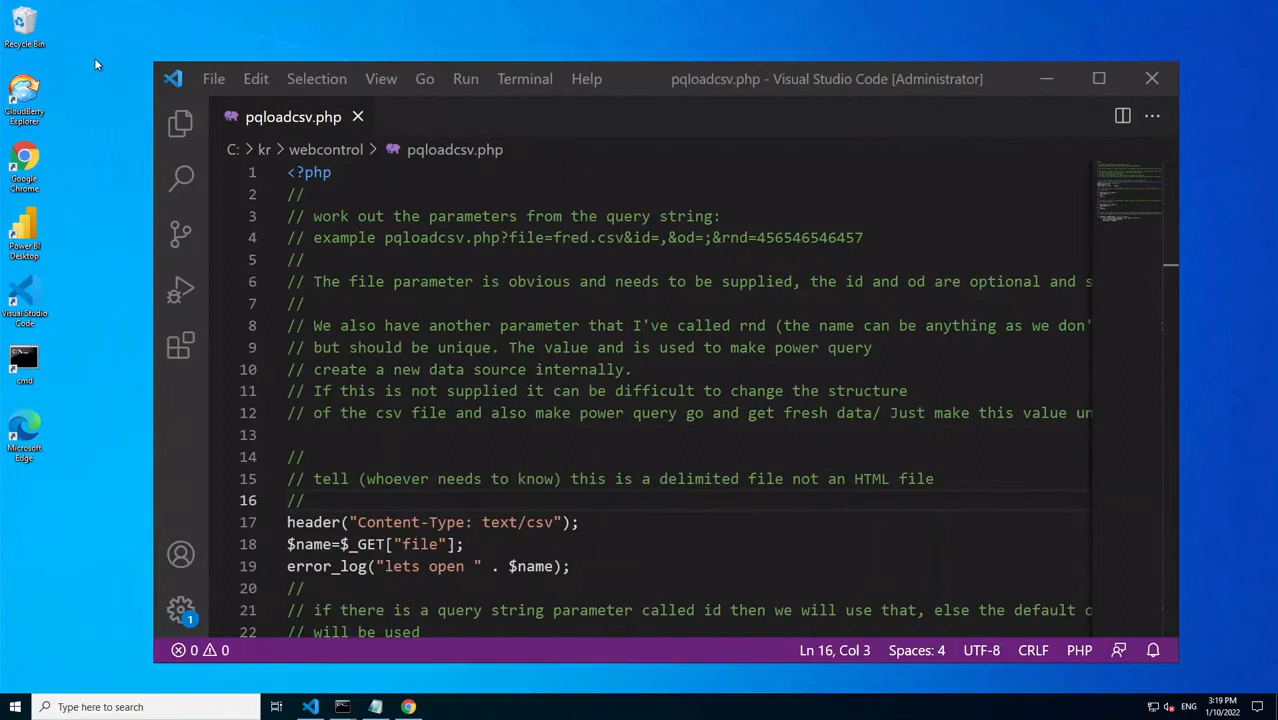 Recycle Bin
CloudBerry
Explorer
Google
Chrome
Power BI
Desktop
Visual Studio
Code
cmd
Microsoft
Edge
File Edit Selection View Go Run Terminal Help pqloadcsv.php - Visual Studio Code [Administrator]
pqloadcsv.php
C: > kr > webcontrol > pqloadcsv.php
1 <?php
2 //
3 // work out the parameters from the query string:
4 // example pqloadcsv.php?file=fred.csv&id=,&od=;&rnd=456546546457
5 //
6 // The file parameter is obvious and needs to be supplied, the id and od are optional and s
7 //
8 // We also have another parameter that I've called rnd (the name can be anything as we don'
9 // but should be unique. The value and is used to make power query
10 // create a new data source internally.
11 // If this is not supplied it can be difficult to change the structure
12 // of the csv file and also make power query go and get fresh data/ Just make this value un
13
14 //
15 // tell (whoever needs to know) this is a delimited file not an HTML file
16 //
17 header("Content-Type: text/csv");
18 $name=$_GET["file"];
19 error_log("lets open " . $name);
20 //
21 // if there is a query string parameter called id then we will use that, else the default
22 // will be used
1
0 0 Ln 16, Col 3 Spaces: 4 UTF-8 CRLF PHP
Type here to search
ENG
3:19 PM
1/10/2022